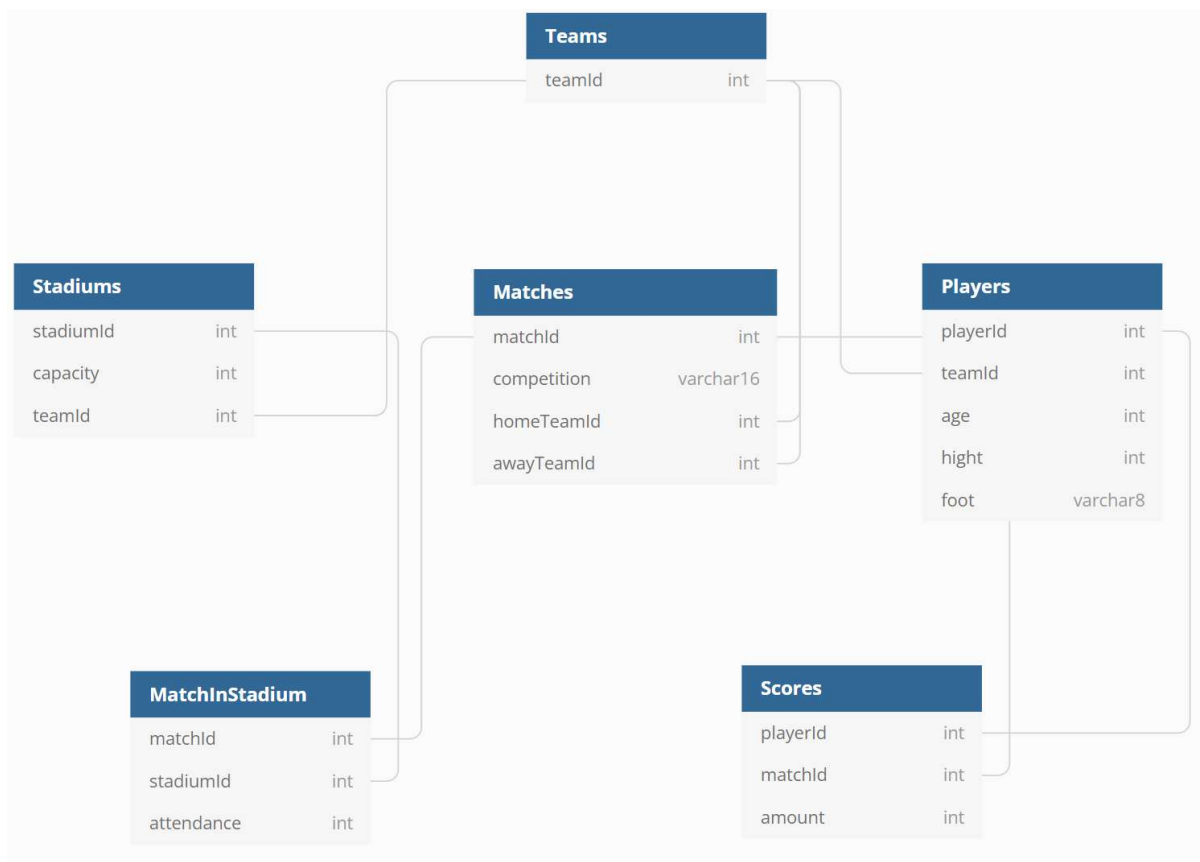 Teams
teamId int
Stadiums
stadiumId int
capacity int
teamId int
Matches
matchId int
competition varchar16
homeTeamId int
awayTeamId int
Players
playerId int
teamId int
age int
hight int
foot varchar8
MatchInStadium
matchId int
stadiumId int
attendance int
Scores
playerId int
matchId int
amount int